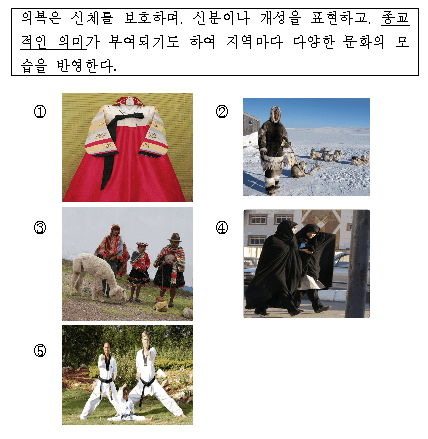 의복은 신체를 보호하며, 신분이나 개성을 표현하고, 종교
적인 의미가 부여되기도 하여 지역마다 다양한 문화의 모
습을 반영한다.
① ②
③ ④
⑤